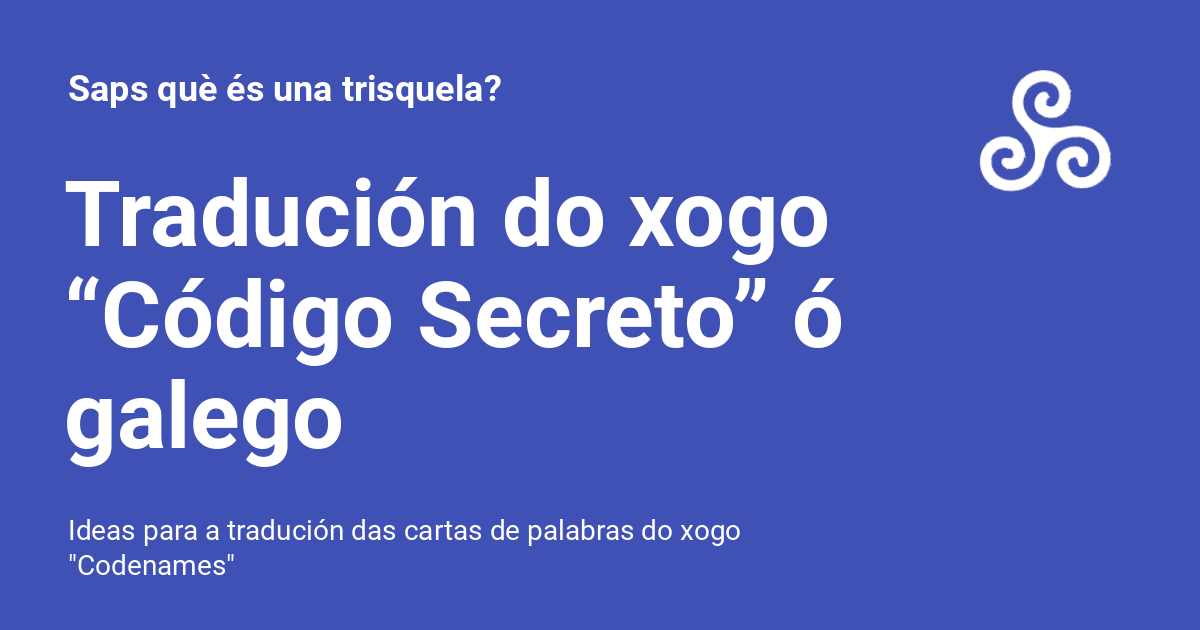 Saps què és una trisquela?
Tradución do xogo
“Código Secreto” ó
galego
Ideas para a tradución das cartas de palabras do xogo
"Codenames"